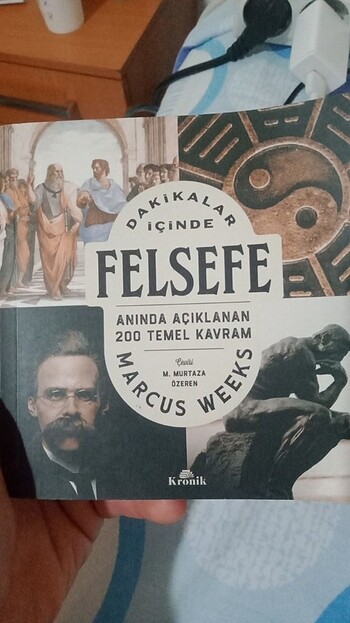 DAKİKALAR
İÇİNDE
FELSEFE
ANINDA AÇIKLANAN
200 TEMEL KAVRAM
Çeviri
M. MURTAZA
ÖZEREN
MARCUS WEEKS
Kronik